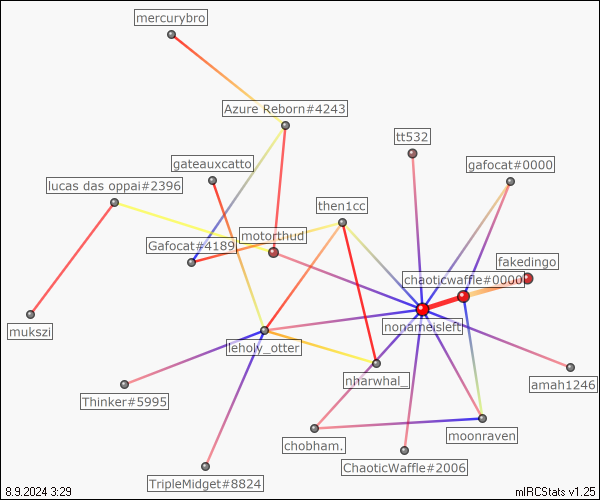 mercurybro
Azure Reborn#4243
tt532
gateauxcatto
gafocat#0000
lucas das oppai#2396
then1cc
motorthud
Gafocat#4189
fakedingo
chaoticwaffle#0000
nonameisleft
mukszi
leholy_otter
nharwhal_
amah1246
Thinker#5995
moonraven
chobham.
ChaoticWaffle#2006
TripleMidget#8824
8.9.2024 3:29
mIRCStats v1.25